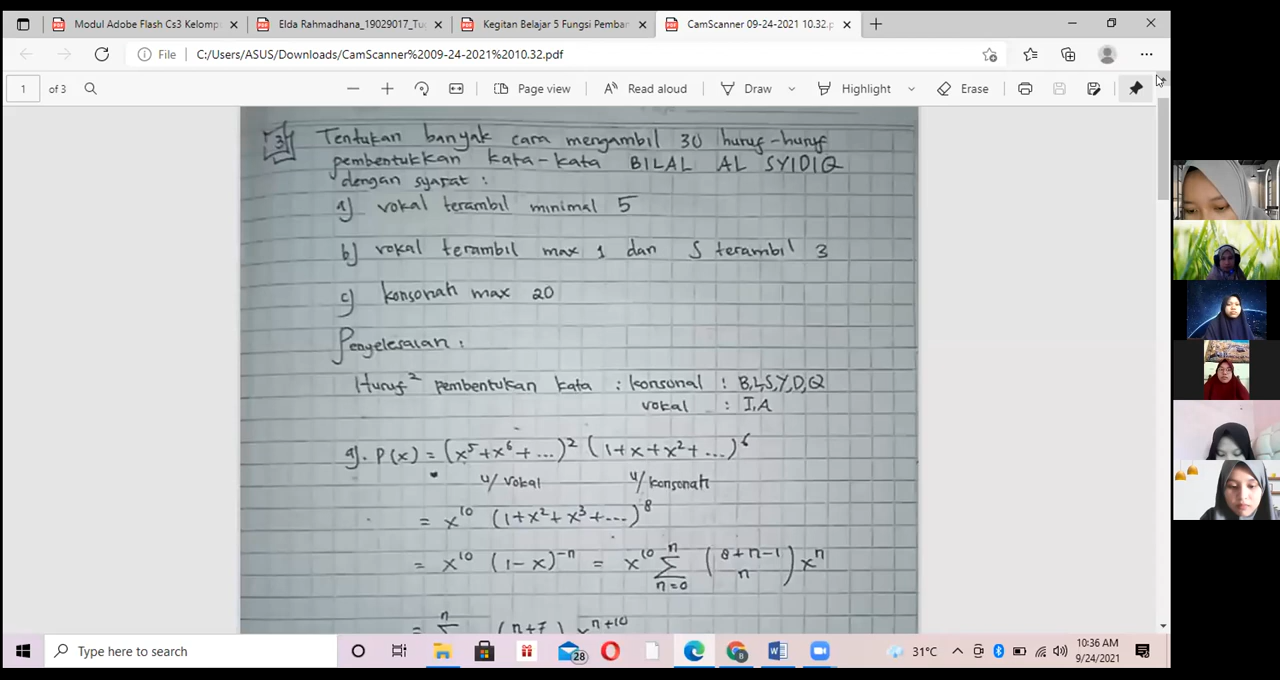 Modul Adobe Flash Cs3 Kelomp
Elda Rahmadhana_19029017_Tu
Kegitan Belajar 5 Fungsi Pemba
CamScanner 09-24-2021 10.32.p
File C:/Users/ASUS/Downloads/CamScanner%2009-24-2021%2010.32.pdf
1 of 3 Page view Read aloud Draw Highlight Erase
3 Tentukan banyak cara mengambil 30 huruf-huruf
pembentukkan kata-kata BILAL AL SYIDIQ
dengan syarat :
a) vokal terambil minimal 5
b) vokal terambil max 1 dan S terambil 3
c) konsonan max 20
Penyelesaian :
Huruf² pembentukan kata : konsonal : B,L,S,Y,D,Q
vokal : I,A
a). P(x) = (x⁵+x⁶+...)² (1+x+x²+...)⁶
u/ vokal u/ konsonan
= x¹⁰ (1+x²+x³+...)⁸
= x¹⁰ (1-x)⁻ⁿ = x¹⁰ Σ n n=0 (8+n-1 n) xⁿ
= Σ n (n+7) xⁿ⁺¹⁰
Type here to search
28
31°C
10:36 AM
9/24/2021